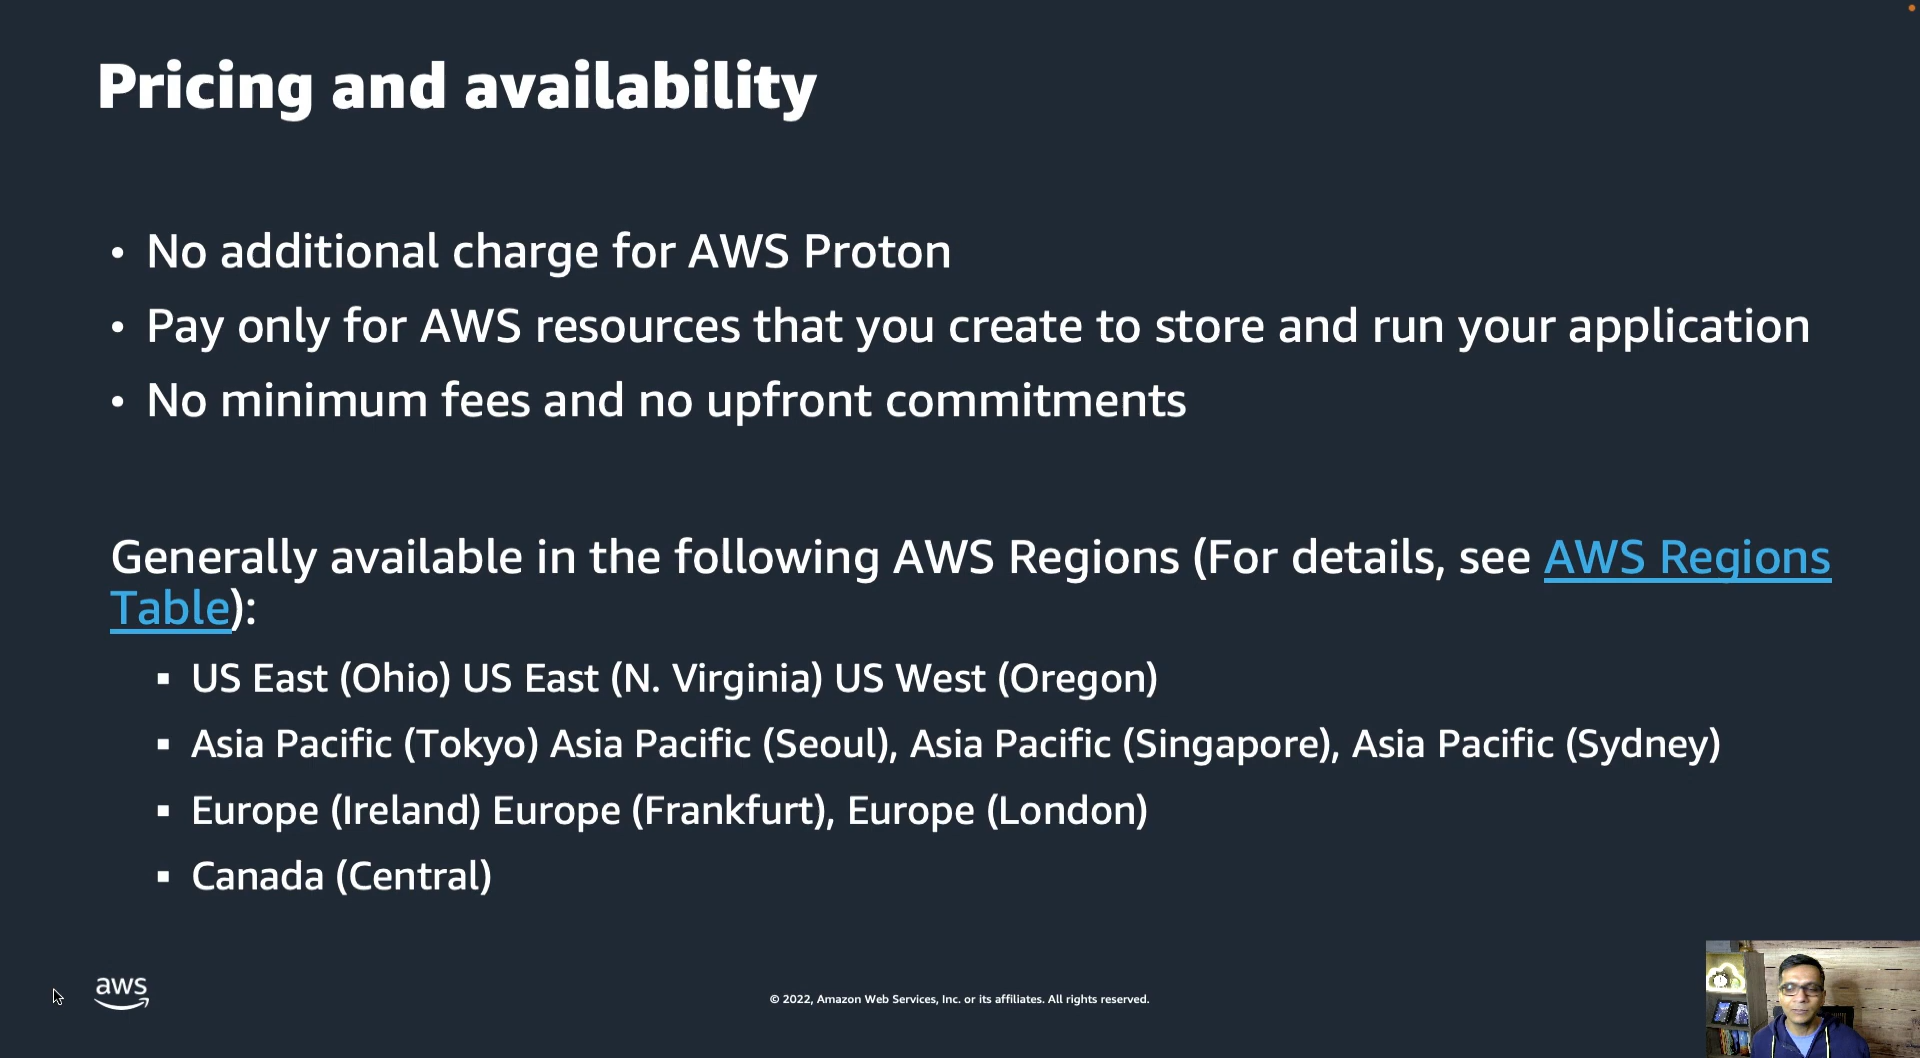 Pricing and availability
• No additional charge for AWS Proton
• Pay only for AWS resources that you create to store and run your application
• No minimum fees and no upfront commitments
Generally available in the following AWS Regions (For details, see AWS Regions
Table):
▪ US East (Ohio) US East (N. Virginia) US West (Oregon)
▪ Asia Pacific (Tokyo) Asia Pacific (Seoul), Asia Pacific (Singapore), Asia Pacific (Sydney)
▪ Europe (Ireland) Europe (Frankfurt), Europe (London)
▪ Canada (Central)
aws
© 2022, Amazon Web Services, Inc. or its affiliates. All rights reserved.